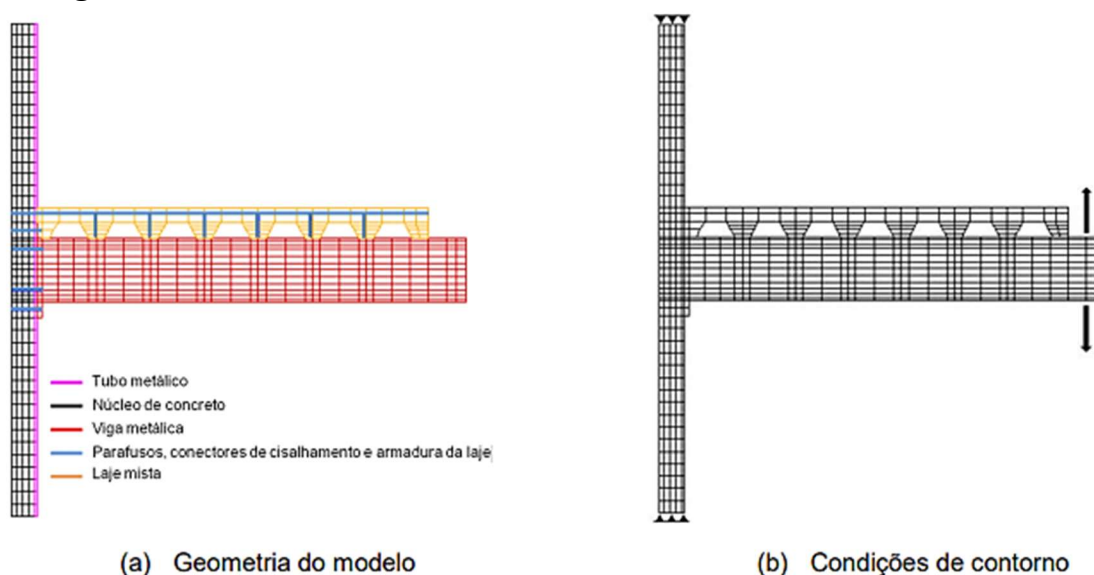 Tubo metálico
Núcleo de concreto
Viga metálica
Parafusos, conectores de cisalhamento e armadura da laje
Laje mista
(a) Geometria do modelo
(b) Condições de contorno